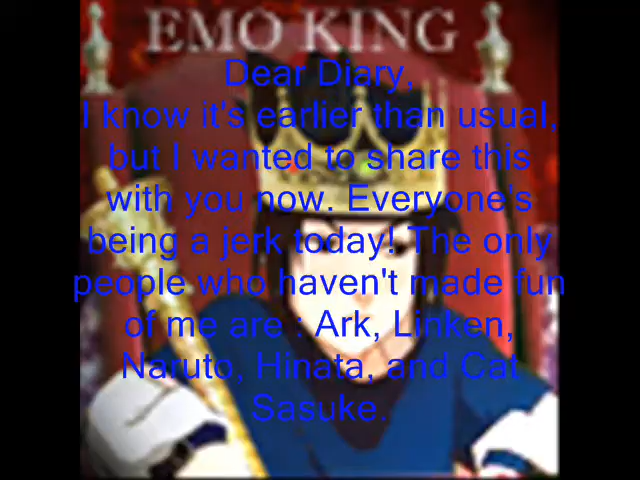 EMO KING
Dear Diary,
I know it's earlier than usual,
but I wanted to share this
with you now. Everyone's
being a jerk today! The only
people who haven't made fun
of me are : Ark, Linken,
Naruto, Hinata, and Cat
Sasuke.